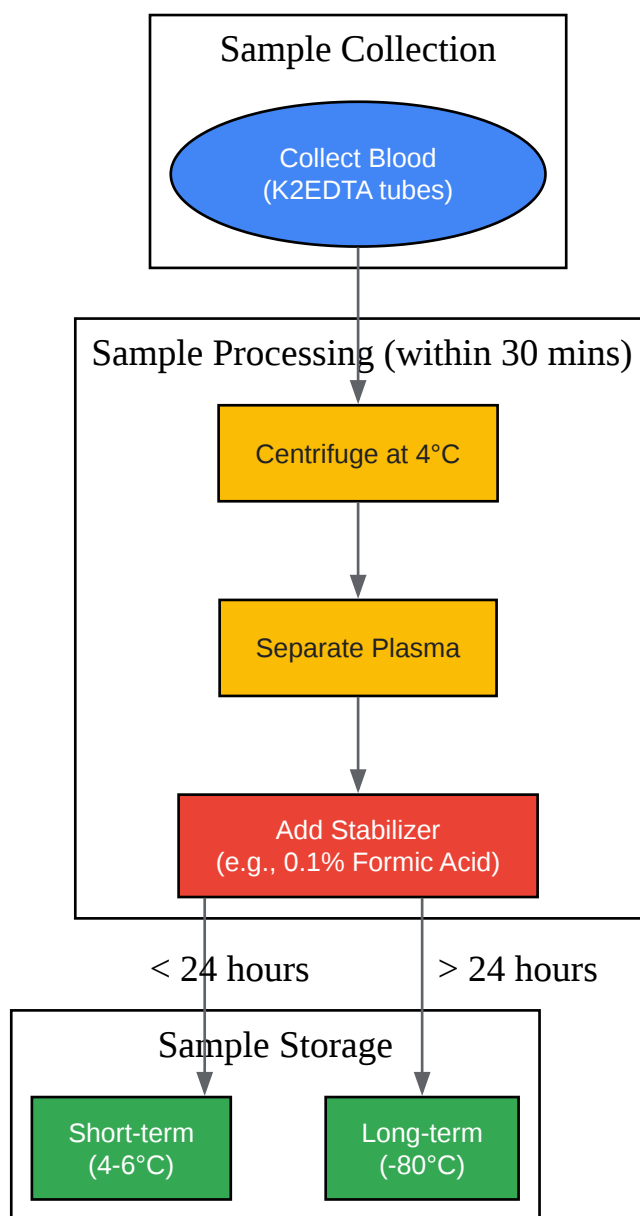 Sample Collection
Collect Blood
(K2EDTA tubes)
Sample Processing (within 30 mins)
Centrifuge at 4°C
Separate Plasma
Add Stabilizer
(e.g., 0.1% Formic Acid)
< 24 hours
> 24 hours
Sample Storage
Short-term
(4-6°C)
Long-term
(-80°C)